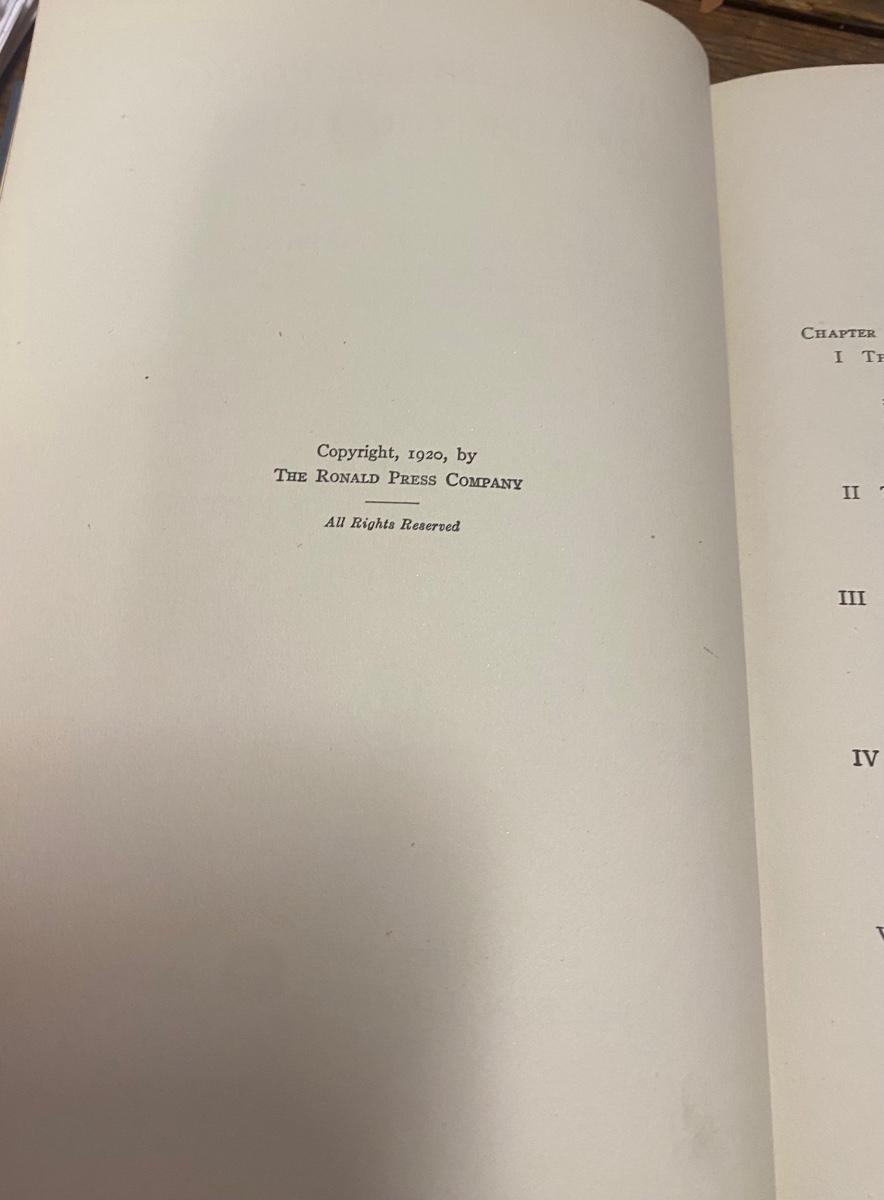 Copyright, 1920, by
THE RONALD PRESS COMPANY
All Rights Reserved
CHAPTER
I
II
III
IV